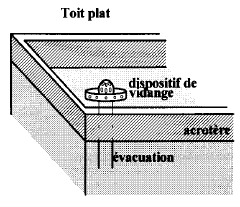 Toit plat
dispositif de
vidange
acrotère
évacuation